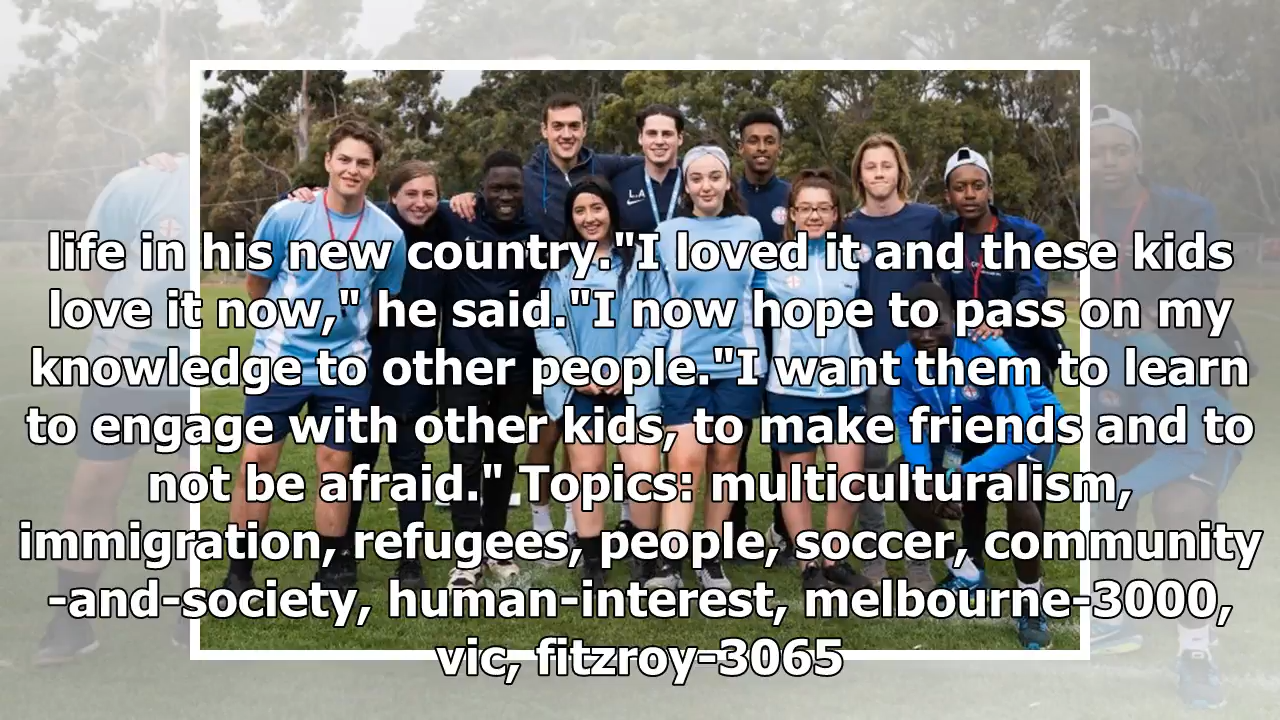 life in his new country."I loved it and these kids
love it now," he said."I now hope to pass on my
knowledge to other people."I want them to learn
to engage with other kids, to make friends and to
not be afraid." Topics: multiculturalism,
immigration, refugees, people, soccer, community
-and-society, human-interest, melbourne-3000,
vic, fitzroy-3065
L.A